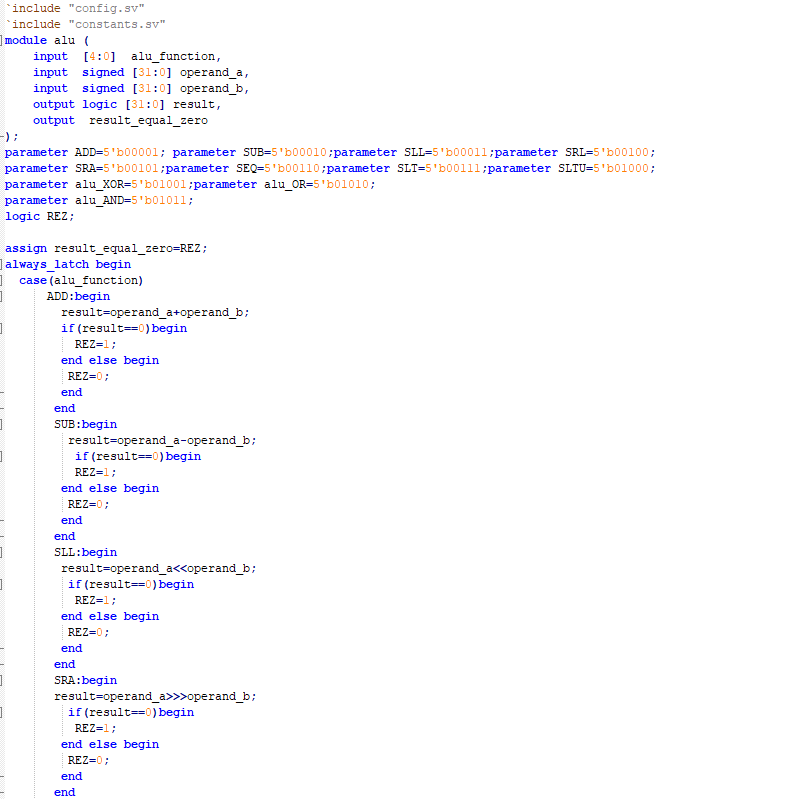 `include "config.sv"
`include "constants.sv"
module alu (
    input  [4:0]  alu_function,
    input  signed [31:0] operand_a,
    input  signed [31:0] operand_b,
    output logic [31:0] result,
    output  result_equal_zero
);
parameter ADD=5'b00001; parameter SUB=5'b00010;parameter SLL=5'b00011;parameter SRL=5'b00100;
parameter SRA=5'b00101;parameter SEQ=5'b00110;parameter SLT=5'b00111;parameter SLTU=5'b01000;
parameter alu_XOR=5'b01001;parameter alu_OR=5'b01010;
parameter alu_AND=5'b01011;
logic REZ;

assign result_equal_zero=REZ;
always_latch begin
  case(alu_function)
      ADD:begin
        result=operand_a+operand_b;
        if(result==0)begin
          REZ=1;
        end else begin
         REZ=0;
        end
       end
       SUB:begin
         result=operand_a-operand_b;
          if(result==0)begin
          REZ=1;
        end else begin
         REZ=0;
        end
       end
       SLL:begin
        result=operand_a<<operand_b;
         if(result==0)begin
          REZ=1;
        end else begin
         REZ=0;
        end
       end
       SRA:begin
       result=operand_a>>>operand_b;
         if(result==0)begin
          REZ=1;
        end else begin
         REZ=0;
        end
       end